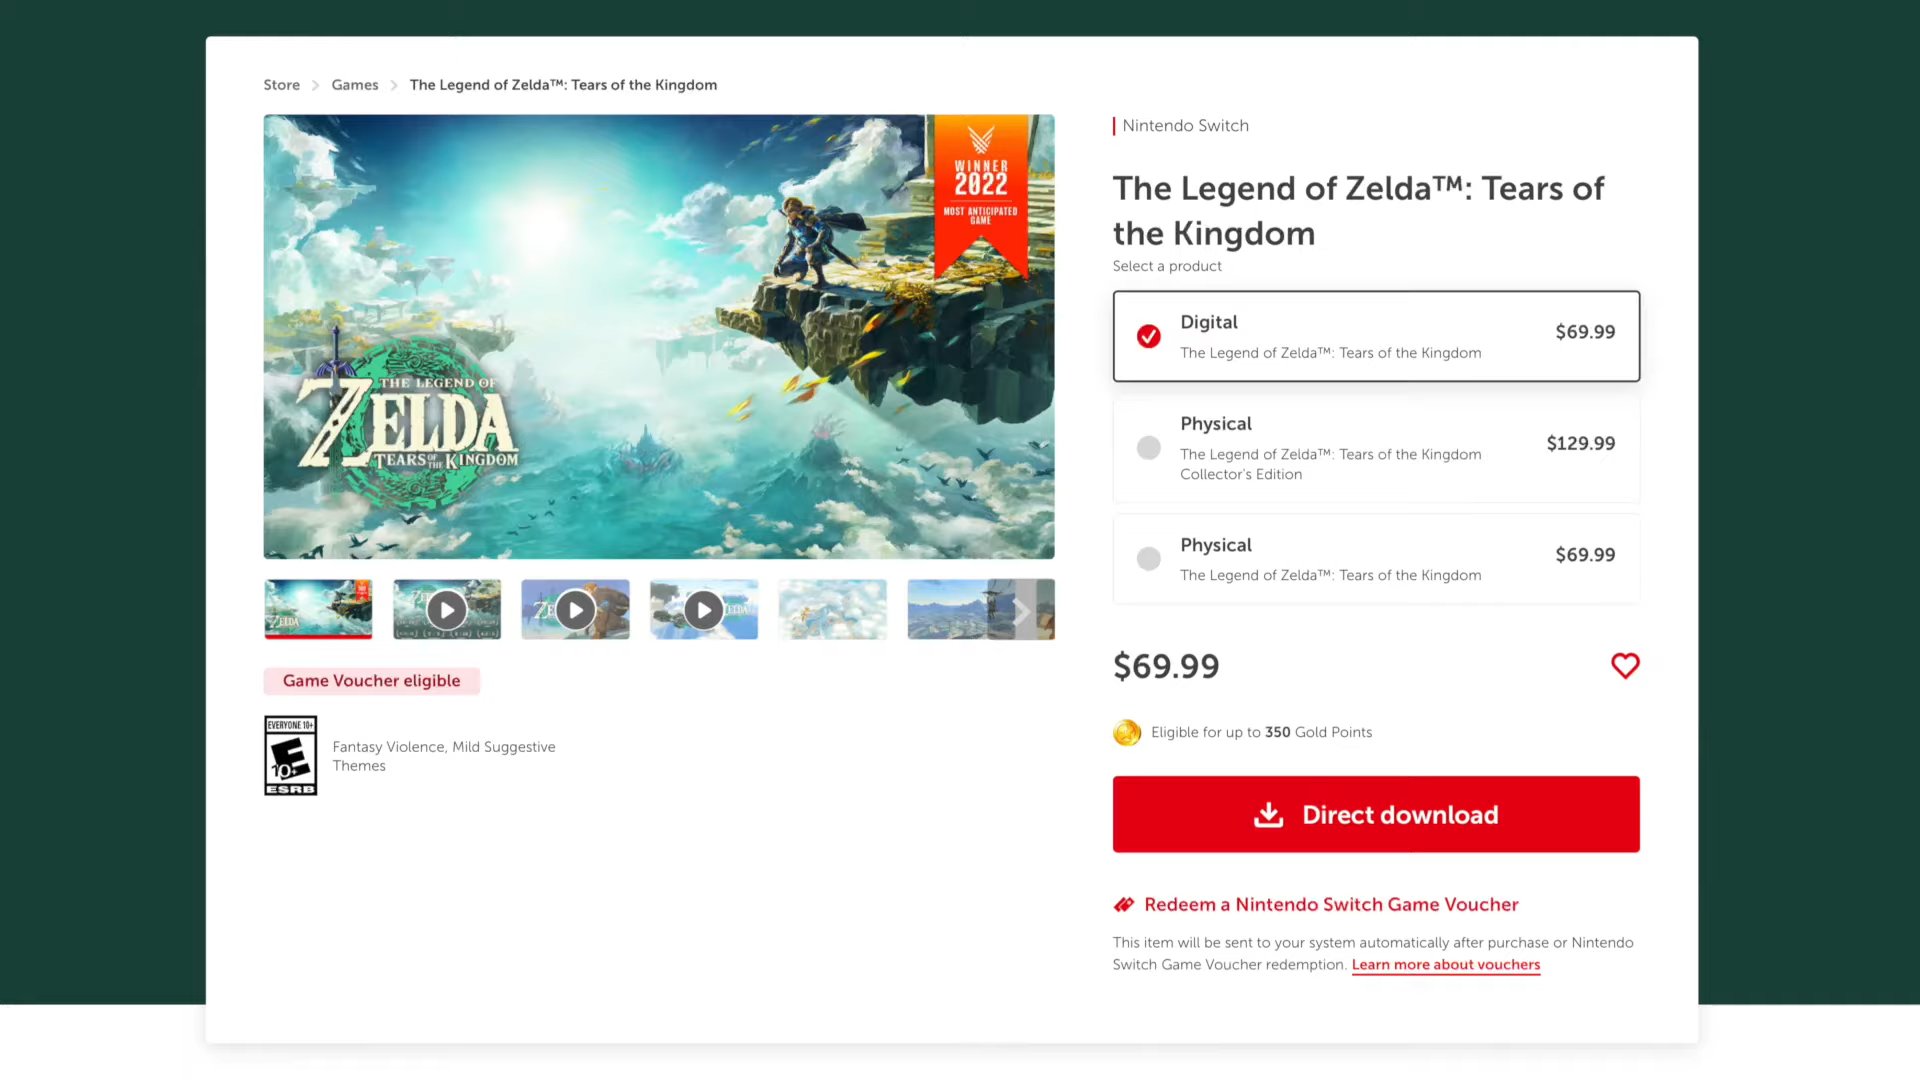 Store
Games
The Legend of Zelda™: Tears of the Kingdom
WINNER
2022
MOST ANTICIPATED
GAME
THE LEGEND OF
ZELDA
TEARS OF THE KINGDOM
Game Voucher eligible
EVERYONE 10+
E
10+
ESRB
Fantasy Violence, Mild Suggestive
Themes
Nintendo Switch
The Legend of Zelda™: Tears of
the Kingdom
Select a product
Digital
$69.99
The Legend of Zelda™: Tears of the Kingdom
Physical
The Legend of Zelda™: Tears of the Kingdom
Collector's Edition
$129.99
Physical
$69.99
The Legend of Zelda™: Tears of the Kingdom
$69.99
Eligible for up to 350 Gold Points
Direct download
Redeem a Nintendo Switch Game Voucher
This item will be sent to your system automatically after purchase or Nintendo
Switch Game Voucher redemption. Learn more about vouchers